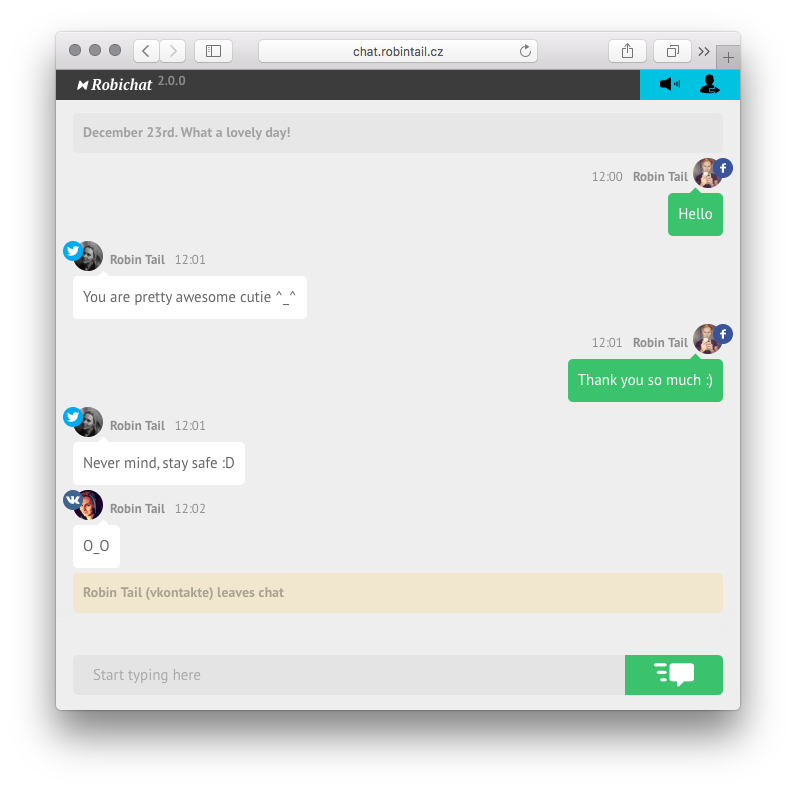 chat.robintail.cz
Robichat 2.0.0
December 23rd. What a lovely day!
12:00 Robin Tail
Hello
Robin Tail 12:01
You are pretty awesome cutie ^_^
12:01 Robin Tail
Thank you so much :)
Robin Tail 12:01
Never mind, stay safe :D
Robin Tail 12:02
O_O
Robin Tail (vkontakte) leaves chat
Start typing here